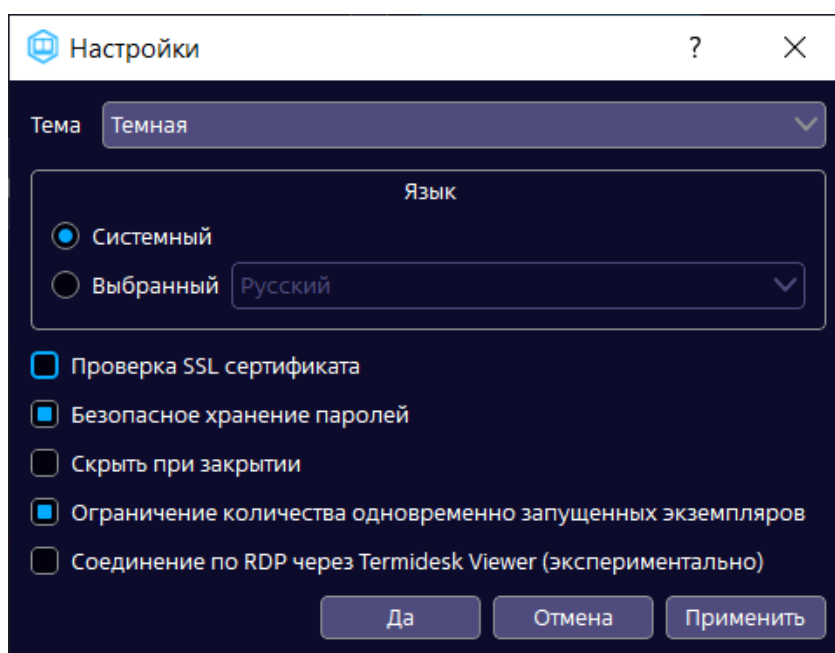 Настройки ?
Тема Темная
Язык
Системный
Выбранный Русский
Проверка SSL сертификата
Безопасное хранение паролей
Скрыть при закрытии
Ограничение количества одновременно запущенных экземпляров
Соединение по RDP через Termidesk Viewer (экспериментально)
Да Отмена Применить